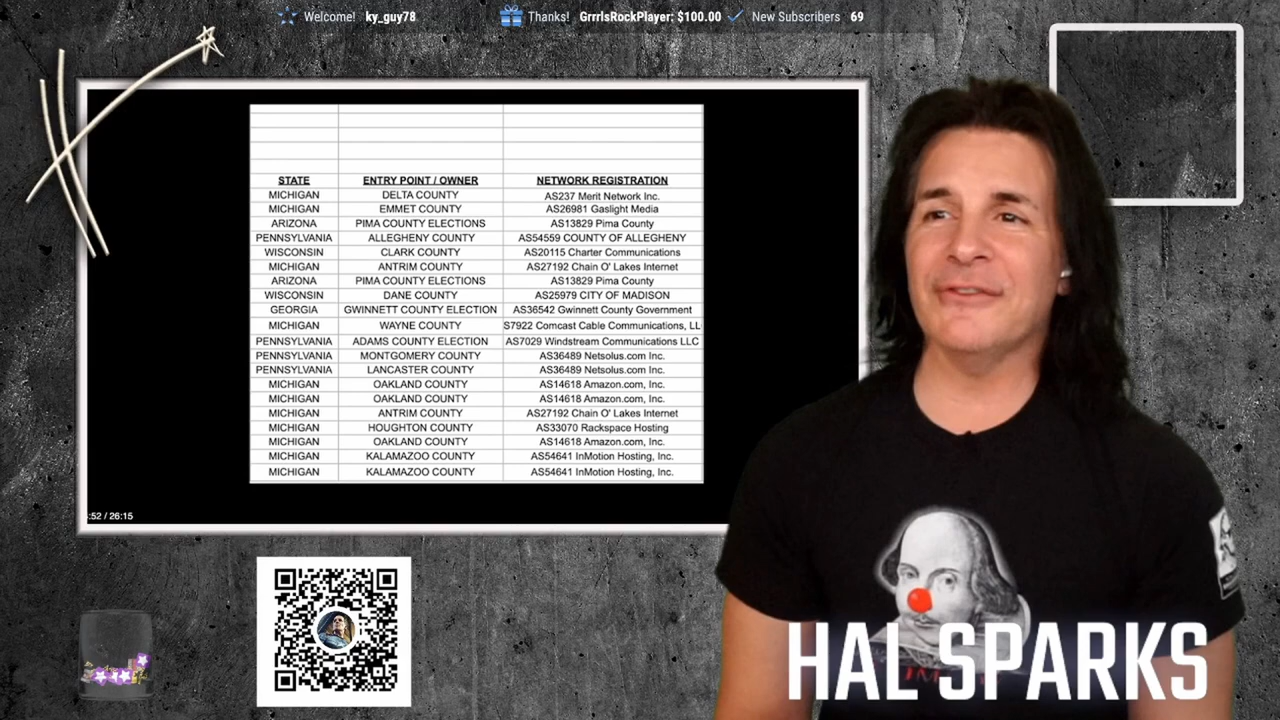 Welcome! ky_guy78 Thanks! GrrrlsRockPlayer: $100.00 New Subscribers 69
STATE ENTRY POINT / OWNER NETWORK REGISTRATION
MICHIGAN DELTA COUNTY AS237 Merit Network Inc.
MICHIGAN EMMET COUNTY AS26981 Gaslight Media
ARIZONA PIMA COUNTY ELECTIONS AS13829 Pima County
PENNSYLVANIA ALLEGHENY COUNTY AS54559 COUNTY OF ALLEGHENY
WISCONSIN CLARK COUNTY AS20115 Charter Communications
MICHIGAN ANTRIM COUNTY AS27192 Chain O' Lakes Internet
ARIZONA PIMA COUNTY ELECTIONS AS13829 Pima County
WISCONSIN DANE COUNTY AS25979 CITY OF MADISON
GEORGIA GWINNETT COUNTY ELECTION AS36542 Gwinnett County Government
MICHIGAN WAYNE COUNTY S7922 Comcast Cable Communications, LL
PENNSYLVANIA ADAMS COUNTY ELECTION AS7029 Windstream Communications LLC
PENNSYLVANIA MONTGOMERY COUNTY AS36489 Netsolus.com Inc.
PENNSYLVANIA LANCASTER COUNTY AS36489 Netsolus.com Inc.
MICHIGAN OAKLAND COUNTY AS14618 Amazon.com, Inc.
MICHIGAN OAKLAND COUNTY AS14618 Amazon.com, Inc.
MICHIGAN ANTRIM COUNTY AS27192 Chain O' Lakes Internet
MICHIGAN HOUGHTON COUNTY AS33070 Rackspace Hosting
MICHIGAN OAKLAND COUNTY AS14618 Amazon.com, Inc.
MICHIGAN KALAMAZOO COUNTY AS54641 InMotion Hosting, Inc.
MICHIGAN KALAMAZOO COUNTY AS54641 InMotion Hosting, Inc.
:52 / 26:15
HAL SPARKS